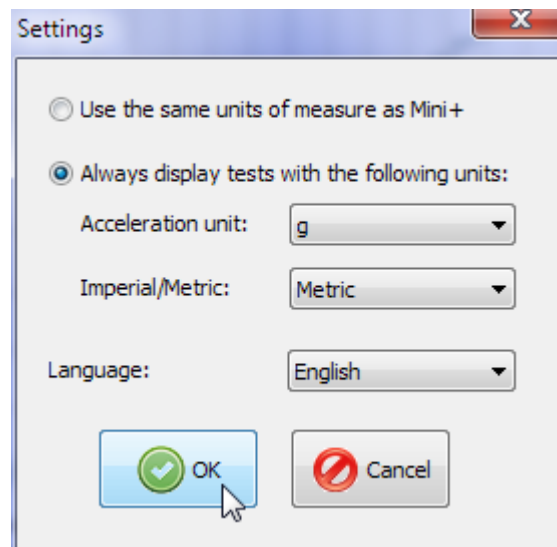 Settings
Use the same units of measure as Mini+
Always display tests with the following units:
Acceleration unit: g
Imperial/Metric: Metric
Language: English
OK Cancel